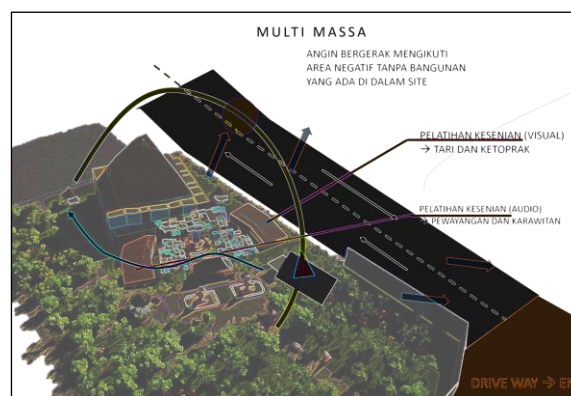 MULTI MASSA
ANGIN BERGERAK MENGIKUTI
AREA NEGATIF TANPA BANGUNAN
YANG ADA DI DALAM SITE
PELATIHAN KESENIAN (VISUAL)
→ TARI DAN KETOPRAK
PELATIHAN KESENIAN (AUDIO)
→ PEWAYANGAN DAN KARAWITAN
DRIVE WAY → EN